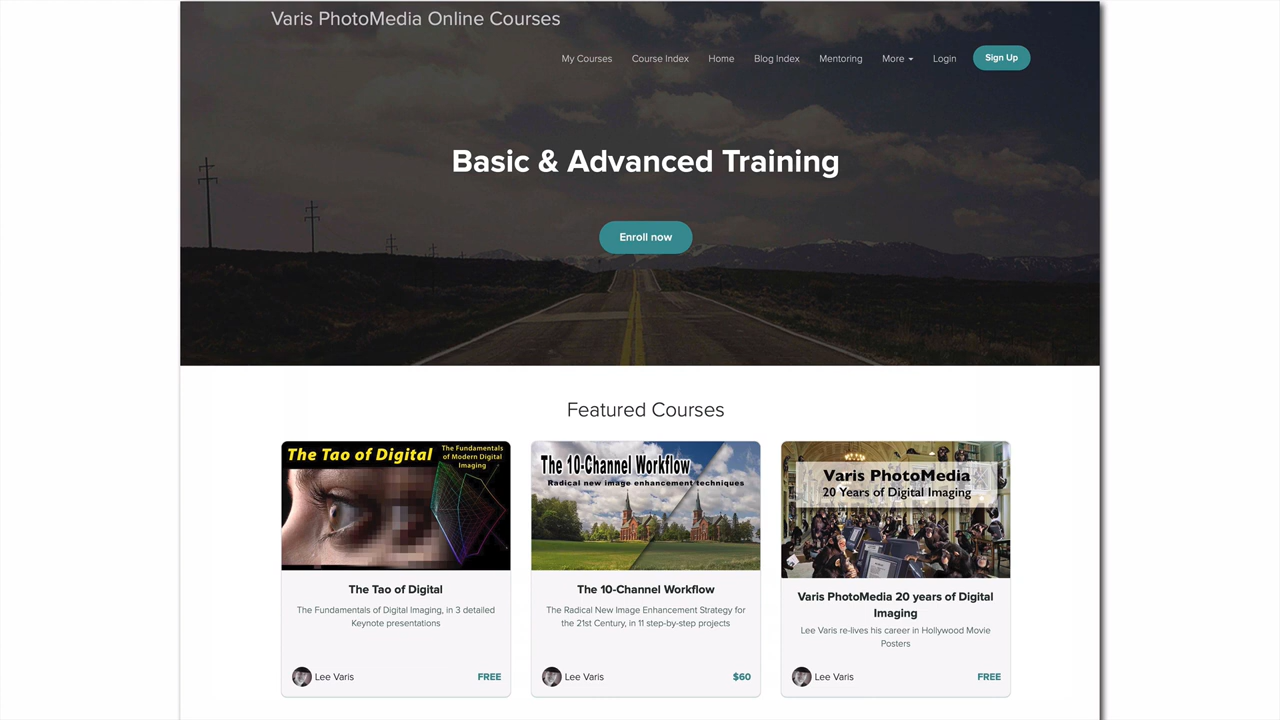 Varis PhotoMedia Online Courses
My Courses Course Index Home Blog Index Mentoring More Login Sign Up
Basic & Advanced Training
Enroll now
Featured Courses
The Tao of Digital
The Fundamentals
of Modern Digital
Imaging
The Tao of Digital
The Fundamentals of Digital Imaging, in 3 detailed
Keynote presentations
Lee Varis FREE
The 10-Channel Workflow
Radical new image enhancement techniques
The 10-Channel Workflow
The Radical New Image Enhancement Strategy for
the 21st Century, in 11 step-by-step projects
Lee Varis $60
Varis PhotoMedia
20 Years of Digital Imaging
Varis PhotoMedia 20 years of Digital
Imaging
Lee Varis re-lives his career in Hollywood Movie
Posters
Lee Varis FREE